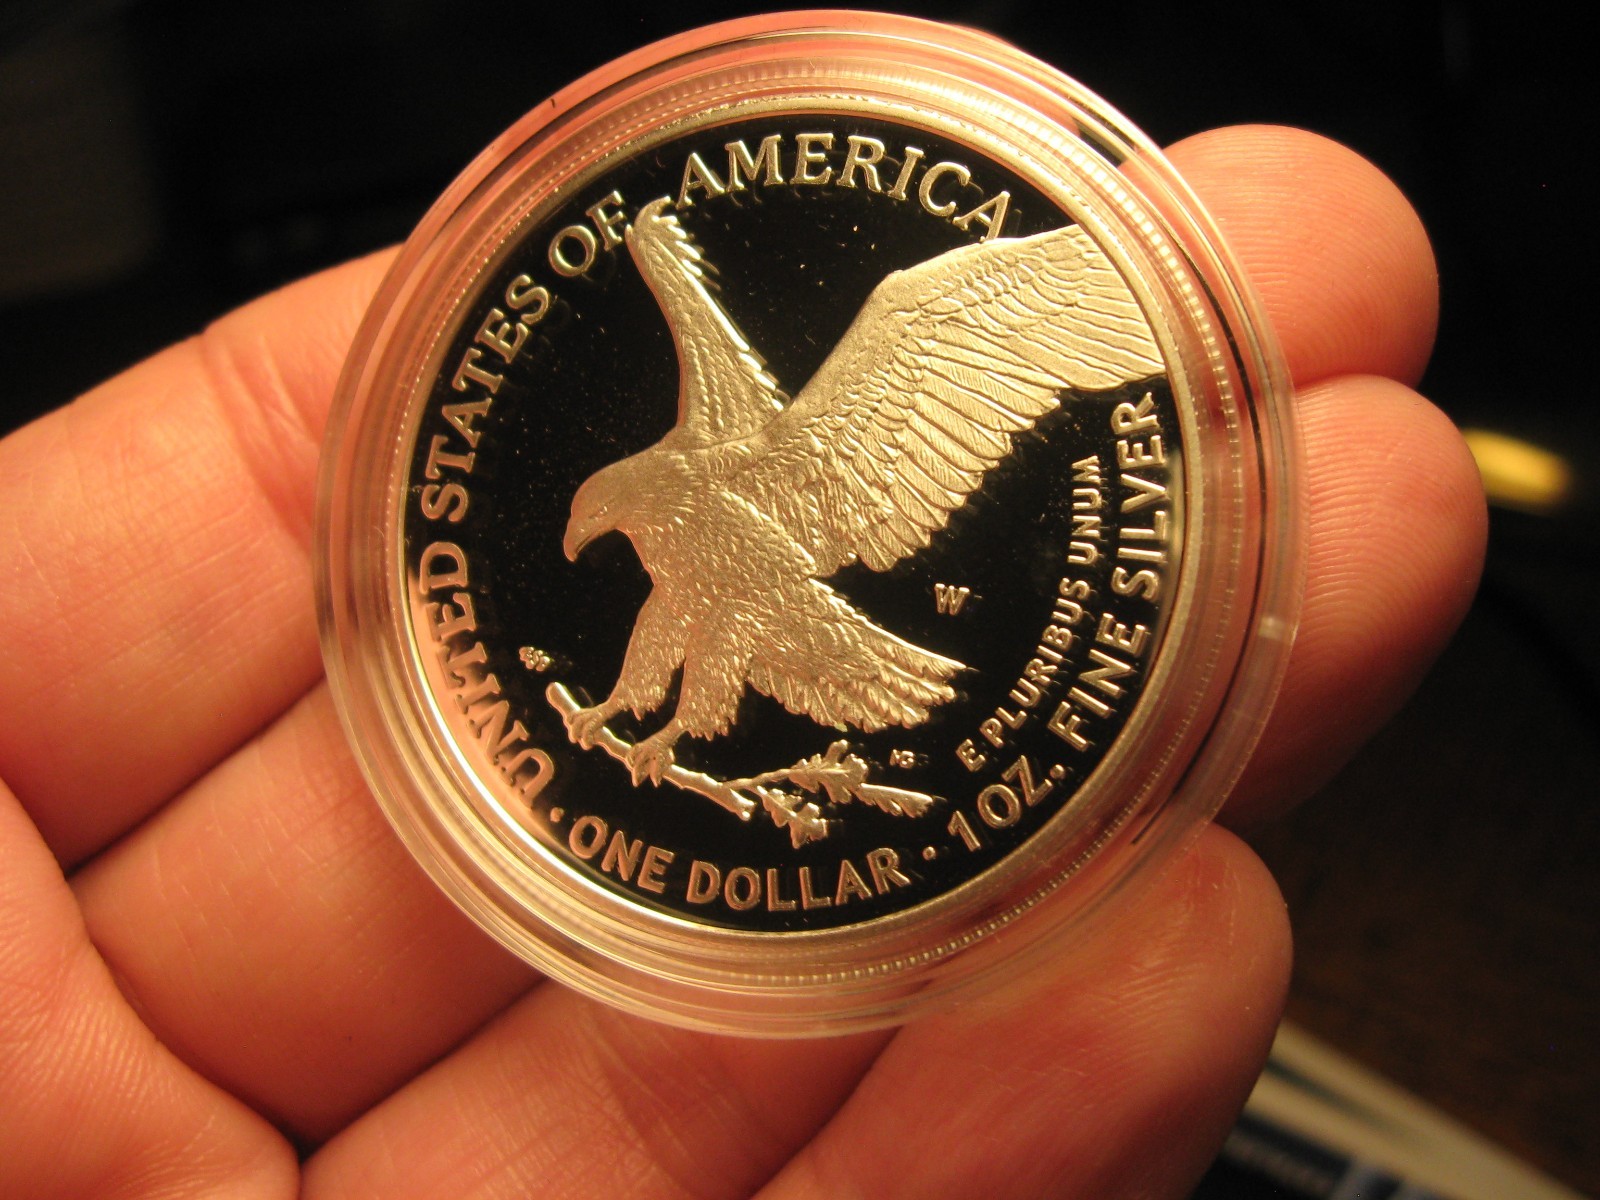 UNITED STATES OF AMERICA
W
E PLURIBUS UNUM
1 OZ. FINE SILVER
· ONE DOLLAR ·